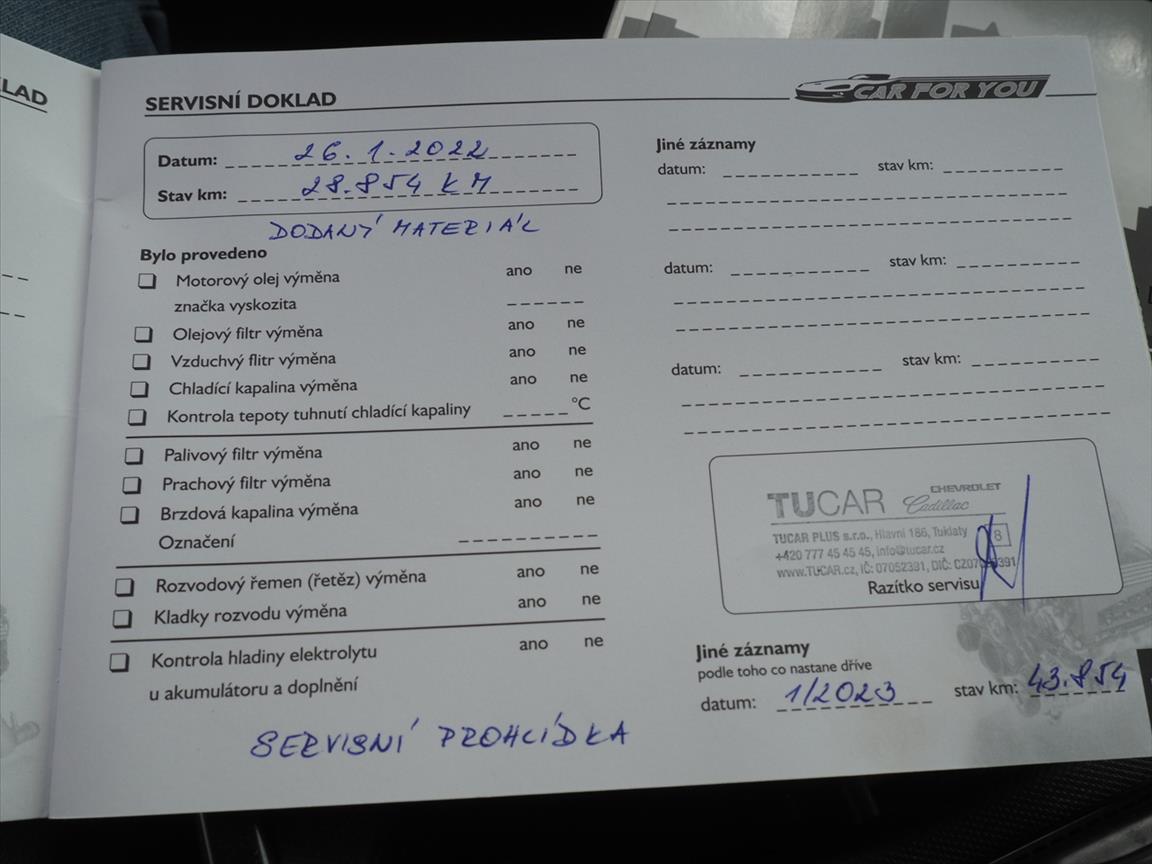 LAD
SERVISNÍ DOKLAD
CAR FOR YOU
Datum: 26.1.2022
Stav km: 28.854 KM
DODANÝ MATERIÁL
Bylo provedeno
Motorový olej výměna ano ne
značka vyskozita
Olejový filtr výměna ano ne
Vzduchvý flitr výměna ano ne
Chladící kapalina výměna ano ne
Kontrola tepoty tuhnutí chladící kapaliny °C
Palivový filtr výměna ano ne
Prachový filtr výměna ano ne
Brzdová kapalina výměna ano ne
Označení
Rozvodový řemen (řetěz) výměna ano ne
Kladky rozvodu výměna ano ne
Kontrola hladiny elektrolytu ano ne
u akumulátoru a doplnění
SERVISNÍ PROHLÍDKA
Jiné záznamy
datum: stav km:
datum: stav km:
datum: stav km:
TUCAR CHEVROLET
Cadillac
TUCAR PLUS s.r.o., Hlavní 186, Tuklaty
+420 777 45 45 45, info@tucar.cz 8
www.TUCAR.cz, IČ: 07052391, DIČ:
Razítko servisu
Jiné záznamy
podle toho co nastane dříve
datum: 1/2023 stav km: 43.854